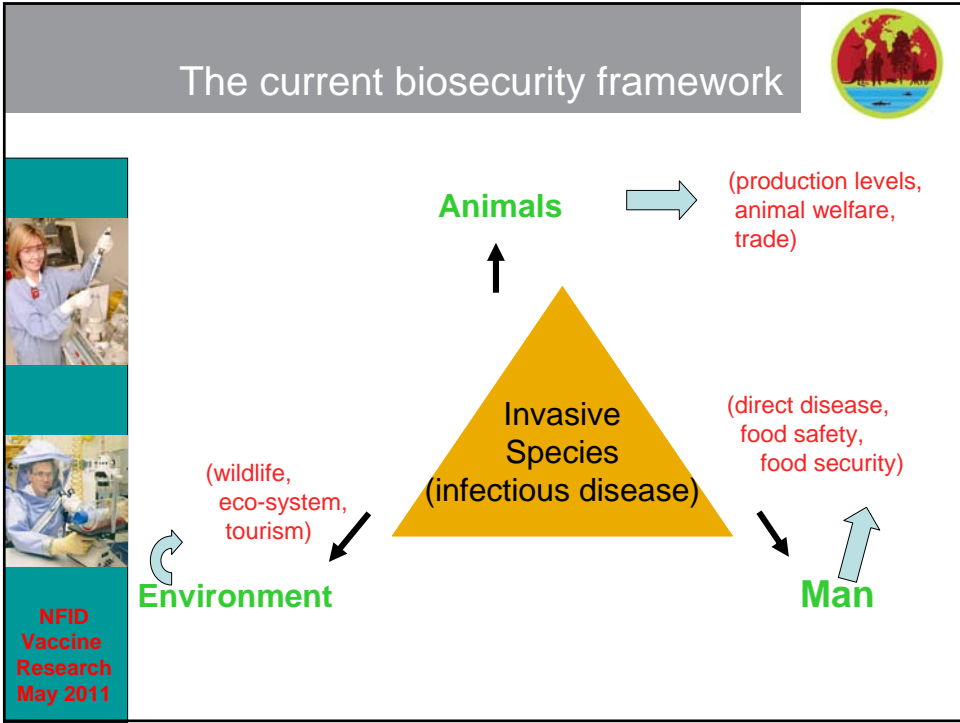 The current biosecurity framework
Animals
(production levels,
animal welfare,
trade)
Invasive
Species
(infectious disease)
(direct disease,
food safety,
food security)
(wildlife,
eco-system,
tourism)
Environment
Man
NFID
Vaccine
Research
May 2011